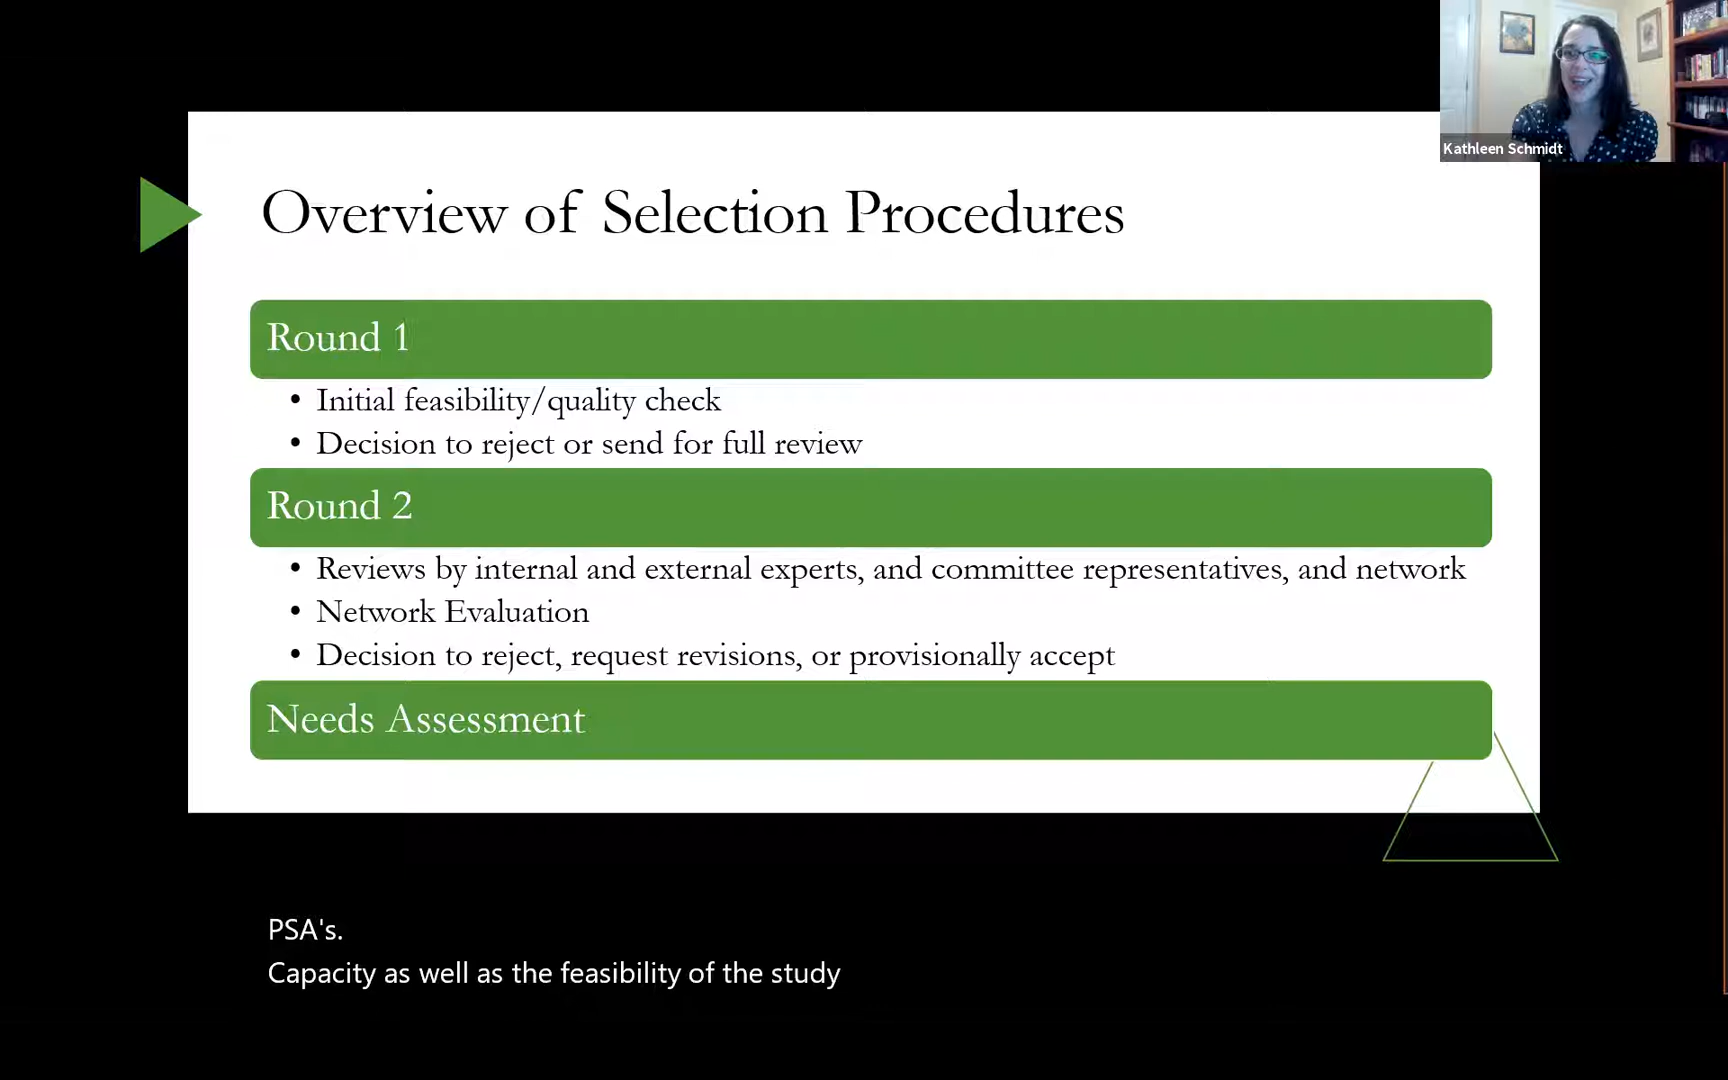 Kathleen Schmidt
Overview of Selection Procedures
Round 1
• Initial feasibility/quality check
• Decision to reject or send for full review
Round 2
• Reviews by internal and external experts, and committee representatives, and network
• Network Evaluation
• Decision to reject, request revisions, or provisionally accept
Needs Assessment
PSA's.
Capacity as well as the feasibility of the study